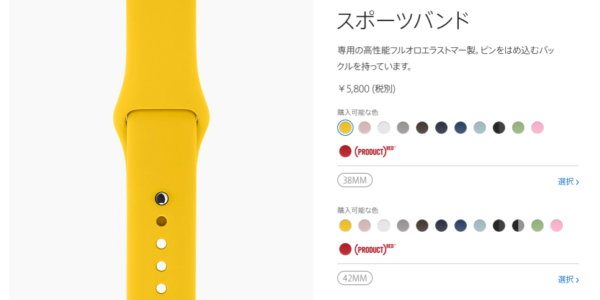 スポーツバンド
専用の高性能フルオロエラストマー製。ピンをはめ込むバッ
クルを持っています。
￥5,800 (税別)
購入可能な色
(PRODUCT)RED™
38MM
選択 ›
購入可能な色
(PRODUCT)RED™
42MM
選択 ›